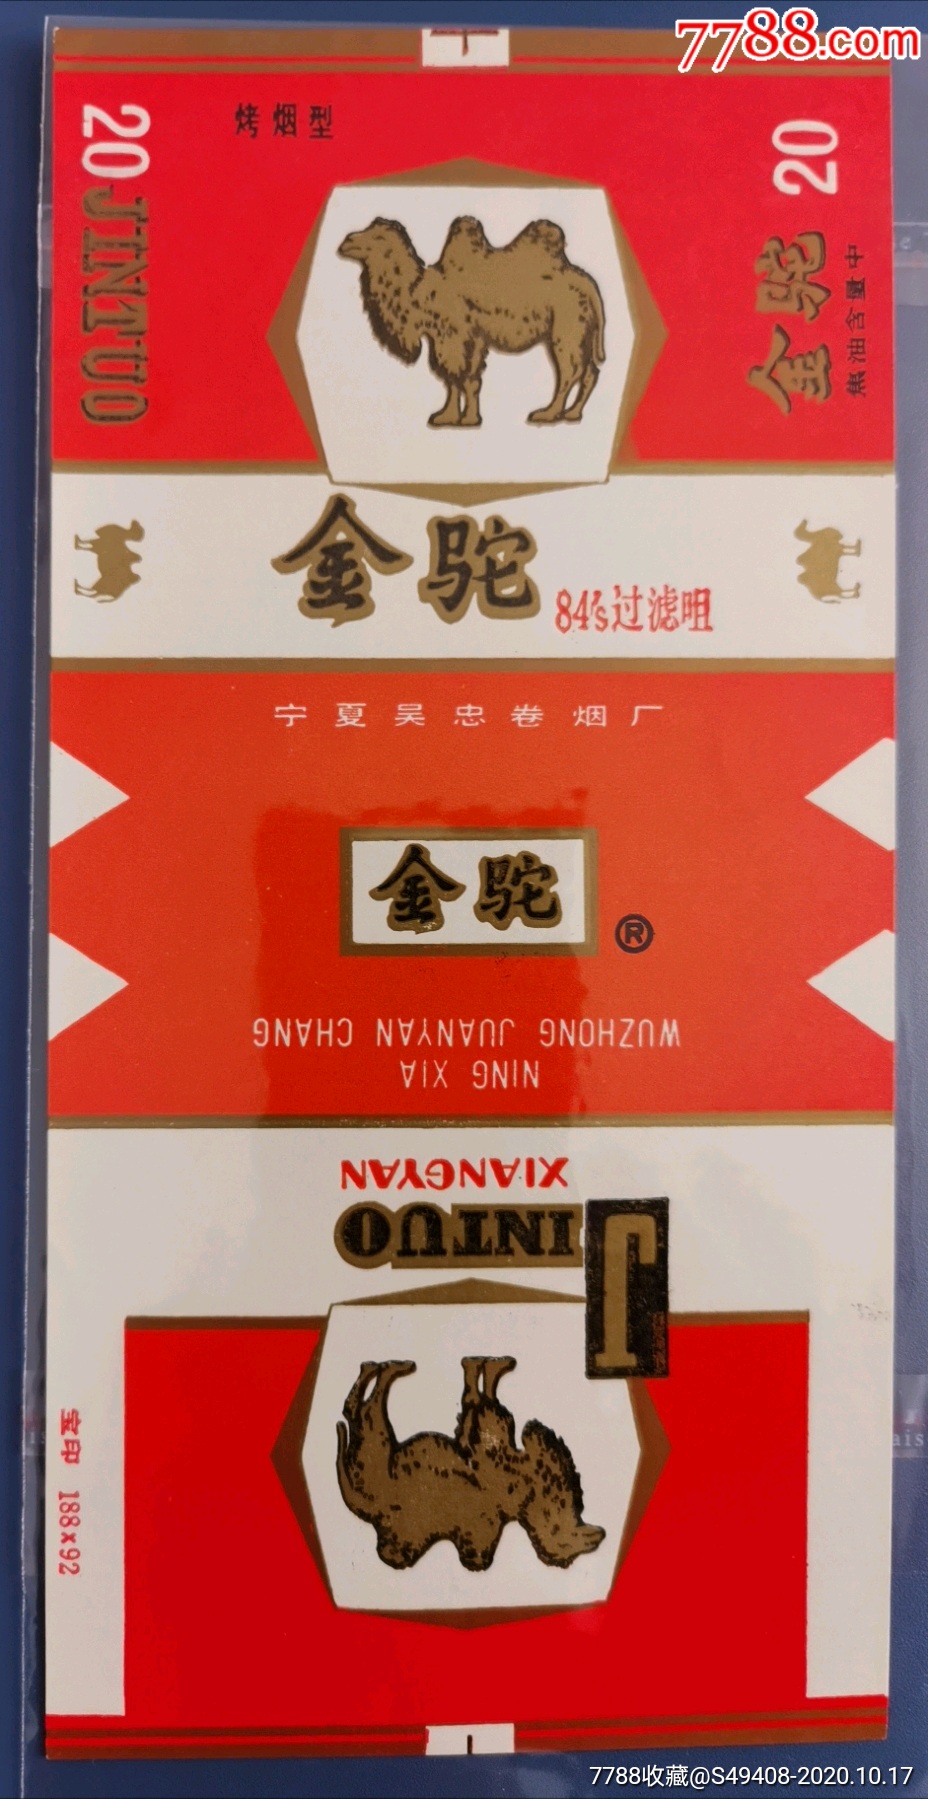 7788.com
烤烟型
20 JINTUO
20 金驼
焦油含量中
金驼
84's过滤咀
宁夏吴忠卷烟厂
金驼
®
NING XIA
WUZHONG JUANYAN CHANG
JINTUO
XIANGYAN
宝印 188×92
7788收藏@S49408-2020.10.17